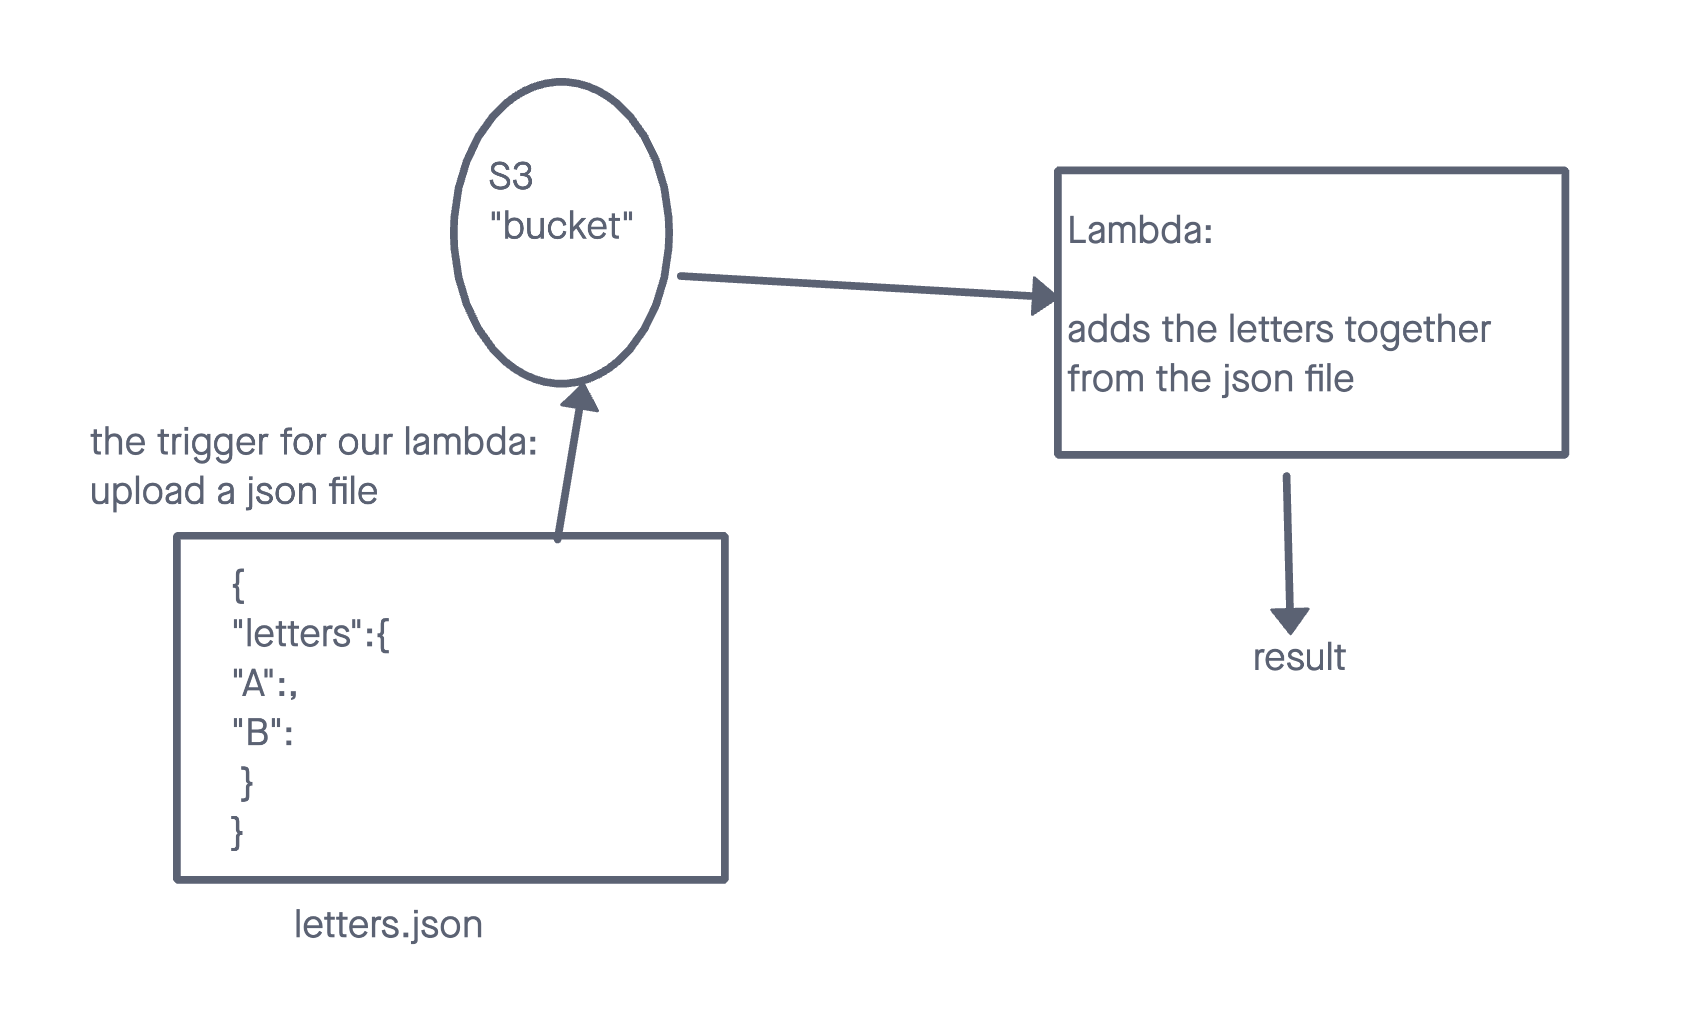 S3
"bucket"
Lambda:
adds the letters together
from the json file
the trigger for our lambda:
upload a json file
{
"letters":{
"A":,
"B":
}
}
letters.json
result